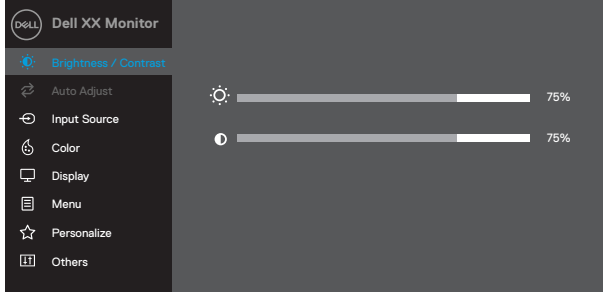 DELL
Dell XX Monitor
Brightness / Contrast
Auto Adjust
75%
Input Source
75%
Color
Display
Menu
Personalize
Others